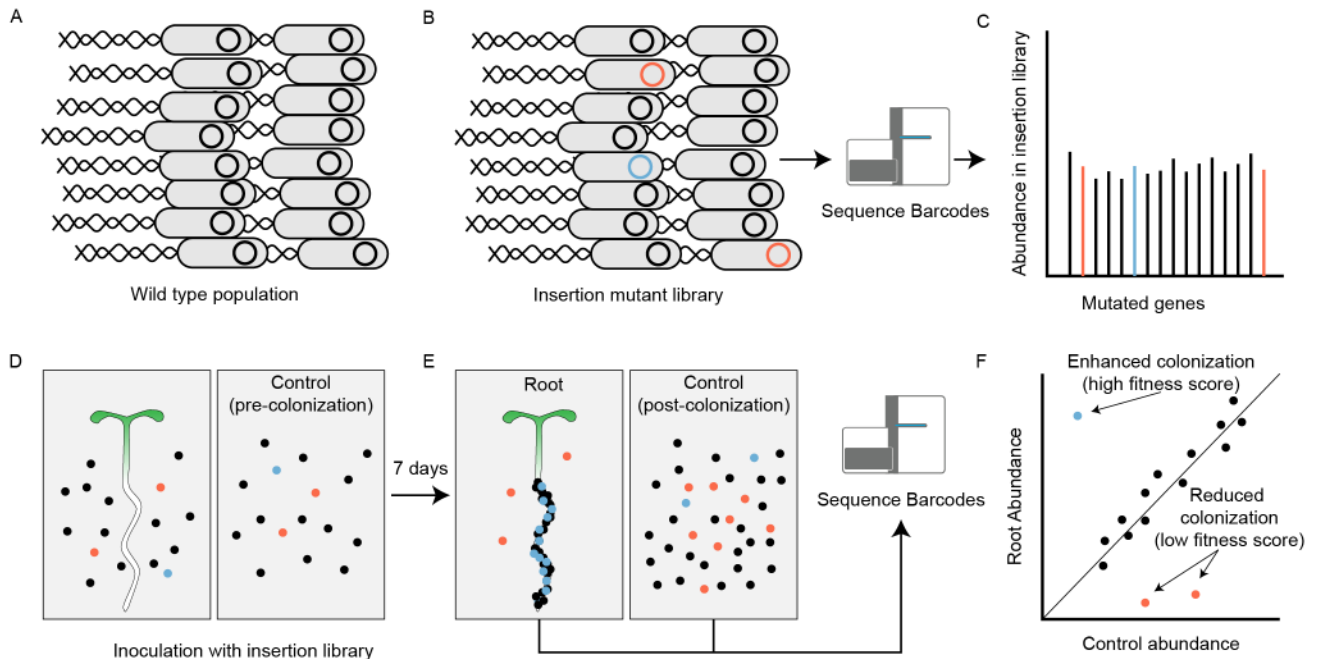 A
Wild type population
B
Insertion mutant library
Sequence Barcodes
C
Abundance in insertion library
Mutated genes
D
Control
(pre-colonization)
Inoculation with insertion library
7 days
E
Root
Control
(post-colonization)
Sequence Barcodes
F
Enhanced colonization
(high fitness score)
Reduced
colonization
(low fitness score)
Root Abundance
Control abundance